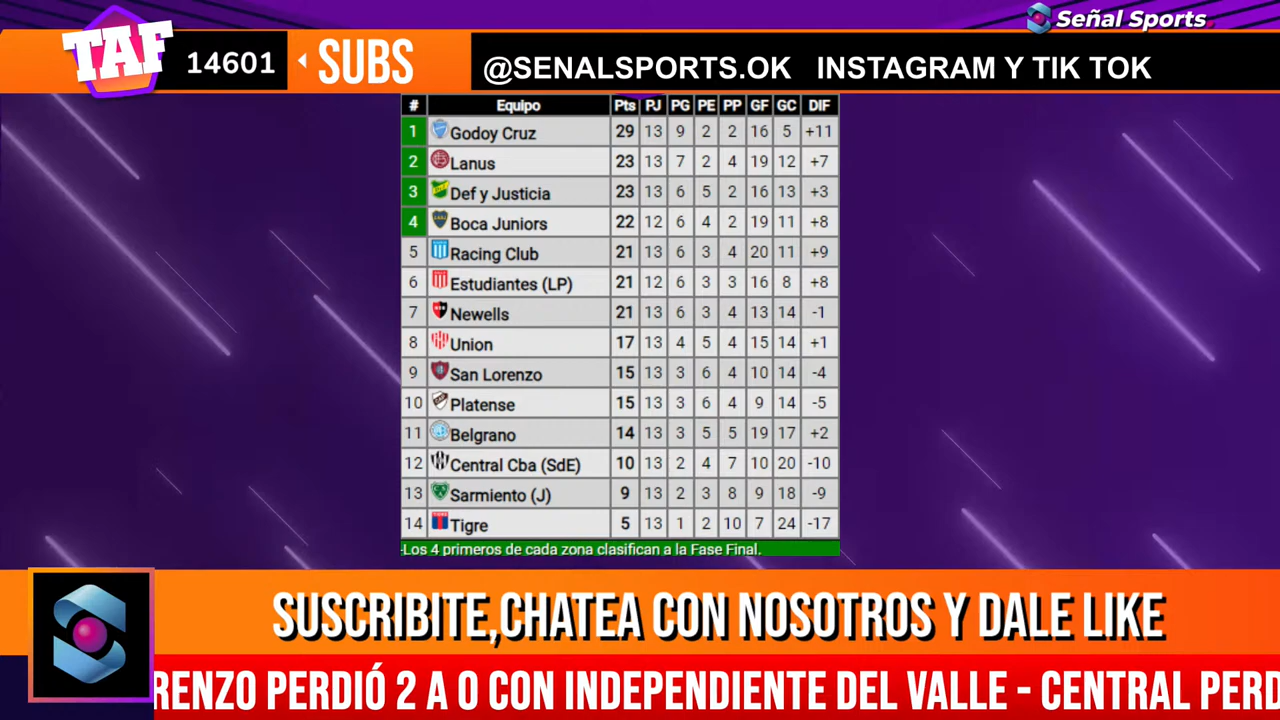 Señal Sports
TAF
14601
SUBS
@SENALSPORTS.OK INSTAGRAM Y TIK TOK
# Equipo Pts PJ PG PE PP GF GC DIF
1 Godoy Cruz 29 13 9 2 2 16 5 +11
2 Lanus 23 13 7 2 4 19 12 +7
3 Def y Justicia 23 13 6 5 2 16 13 +3
4 Boca Juniors 22 12 6 4 2 19 11 +8
5 Racing Club 21 13 6 3 4 20 11 +9
6 Estudiantes (LP) 21 12 6 3 3 16 8 +8
7 Newells 21 13 6 3 4 13 14 -1
8 Union 17 13 4 5 4 15 14 +1
9 San Lorenzo 15 13 3 6 4 10 14 -4
10 Platense 15 13 3 6 4 9 14 -5
11 Belgrano 14 13 3 5 5 19 17 +2
12 Central Cba (SdE) 10 13 2 4 7 10 20 -10
13 Sarmiento (J) 9 13 2 3 8 9 18 -9
14 Tigre 5 13 1 2 10 7 24 -17
-Los 4 primeros de cada zona clasifican a la Fase Final.
SUSCRIBITE,CHATEA CON NOSOTROS Y DALE LIKE
RENZO PERDIÓ 2 A 0 CON INDEPENDIENTE DEL VALLE - CENTRAL PERD